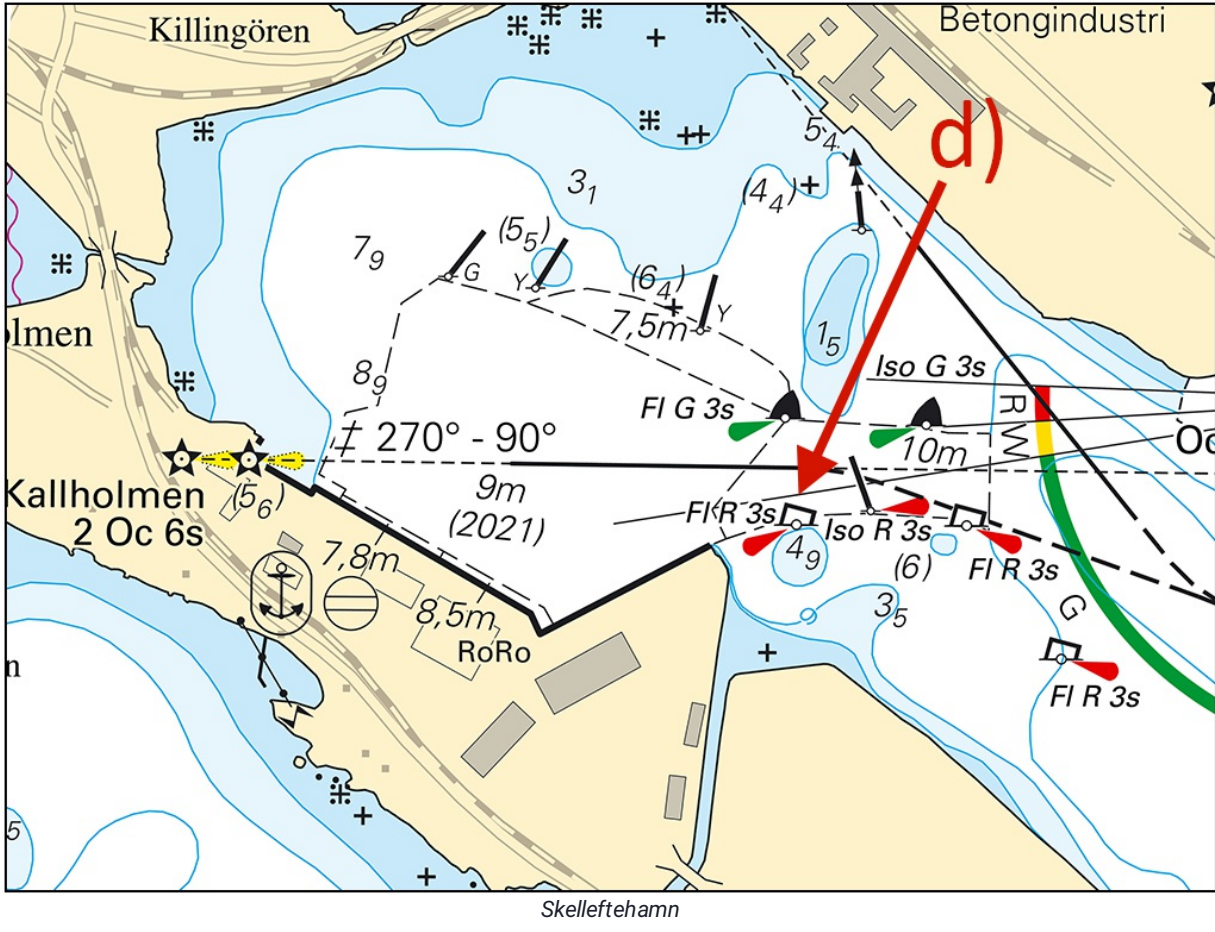 Killingören
Betongindustri
d)
5₄
3₁
(4₄)
7₉
(5₅)
G
Y
(6₄)
7,5m
Y
olmen
1₅
8₉
Iso G 3s
Fl G 3s
R
W
270° - 90°
10m
Oc
Kallholmen
(5₆)
2 Oc 6s
9m
(2021)
Fl R 3s
Iso R 3s
4₉
(6)
Fl R 3s
7,8m
8,5m
3₅
G
RoRo
n
Fl R 3s
5
Skelleftehamn